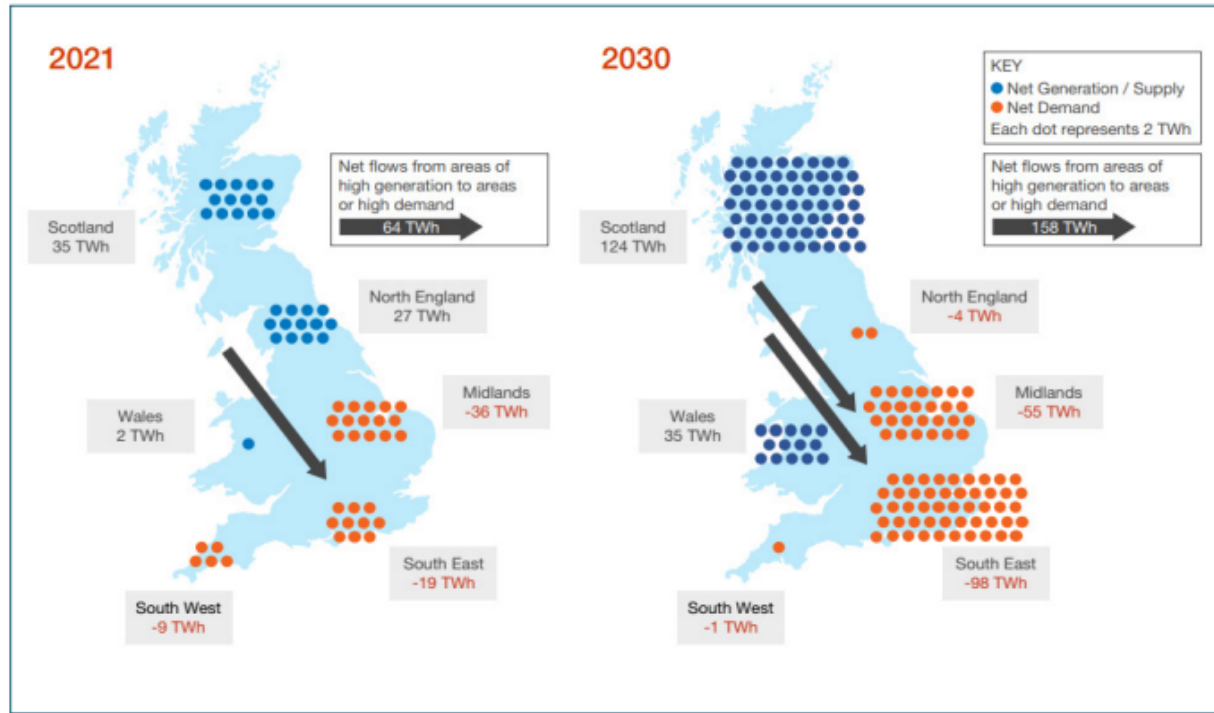 2021
Net flows from areas of
high generation to areas
or high demand
64 TWh
Scotland
35 TWh
North England
27 TWh
Midlands
-36 TWh
Wales
2 TWh
South East
-19 TWh
South West
-9 TWh
2030
KEY
Net Generation / Supply
Net Demand
Each dot represents 2 TWh
Net flows from areas of
high generation to areas
or high demand
158 TWh
Scotland
124 TWh
North England
-4 TWh
Midlands
-55 TWh
Wales
35 TWh
South East
-98 TWh
South West
-1 TWh